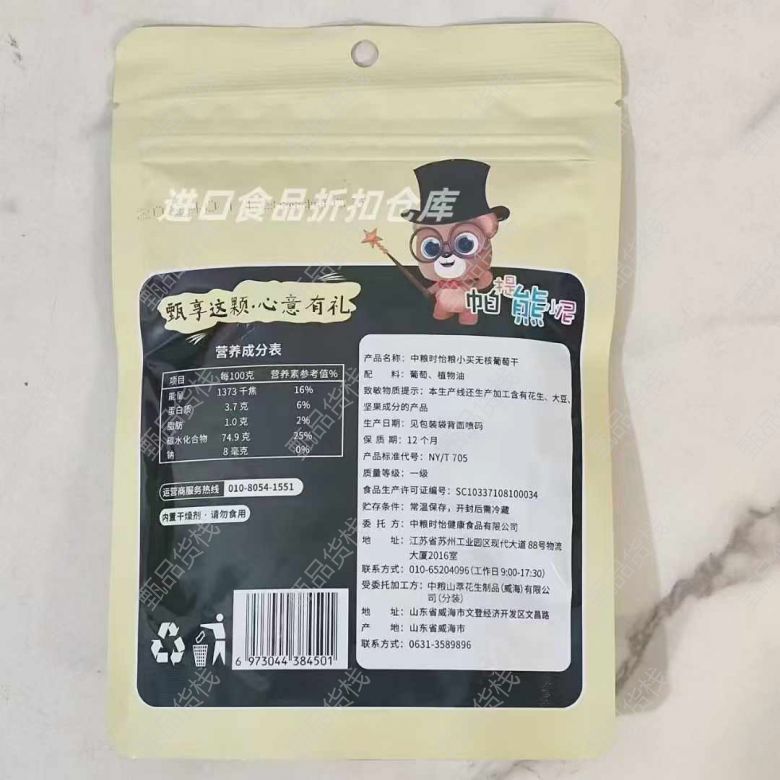 进口食品折扣仓库
帕提熊小尼
甄享这颗·心意有礼
营养成分表
项目 每100克 营养素参考值%
能量 1373 千焦 16%
蛋白质 3.7 克 6%
脂肪 1.0 克 2%
碳水化合物 74.9 克 25%
钠 8 毫克 0%
运营商服务热线 010-8054-1551
内置干燥剂·请勿食用
6 973044 384501
产品名称：中粮时怡粮小买无核葡萄干
配 料：葡萄、植物油
致敏物质提示：本生产线还生产加工含有花生、大豆、
坚果成分的产品
生产日期：见包装袋背面喷码
保 质 期：12 个月
产品标准代号：NY/T 705
质量等级：一级
食品生产许可证编号：SC10337108100034
贮存条件：常温保存，开封后需冷藏
委 托 方：中粮时怡健康食品有限公司
地 址：江苏省苏州工业园区现代大道 88号物流
大厦2016室
联系方式：010-65204096(工作日 9:00-17:30)
受委托加工方：中粮山萃花生制品(威海)有限公
司(分装)
地 址：山东省威海市文登经济开发区文昌路
产 地：山东省威海市
联系方式：0631-3589896
甄品货栈